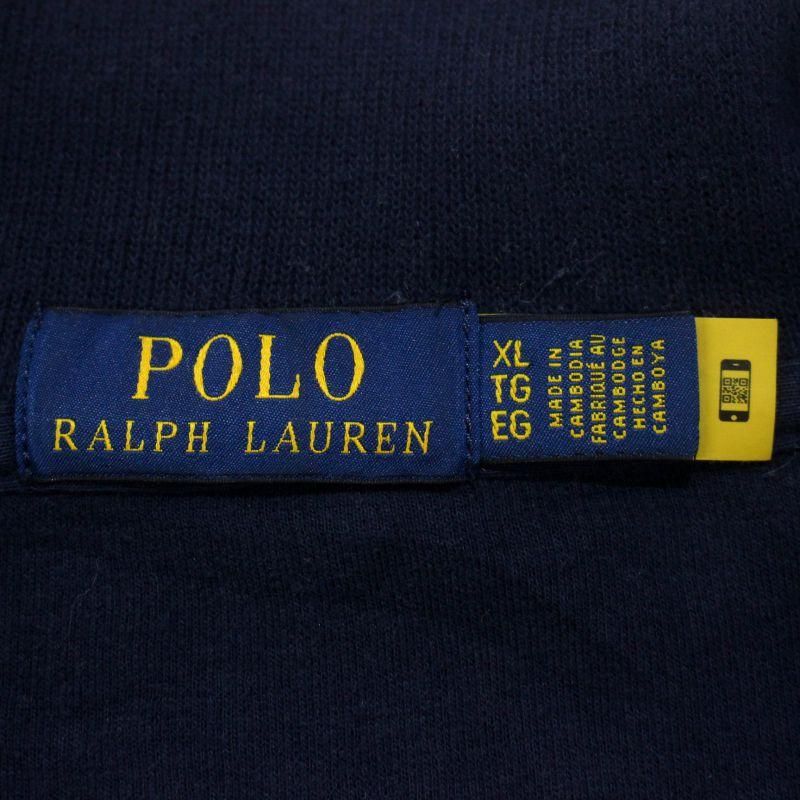 POLO
RALPH LAUREN
XL
TG
EG
MADE IN
CAMBODIA
FABRIQUÉ AU
CAMBODGE
HECHO EN
CAMBOYA